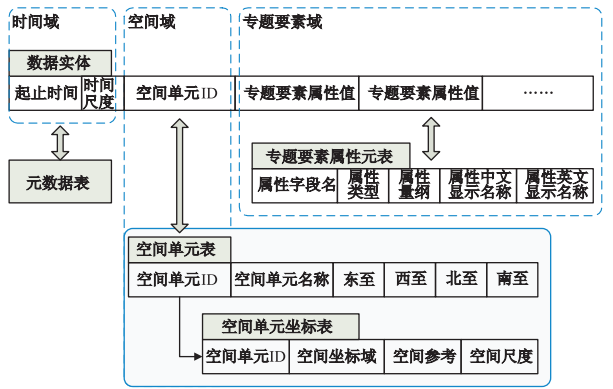 时间域 空间域 专题要素域
数据实体
起止时间 时间尺度 空间单元ID 专题要素属性值 专题要素属性值 ……
元数据表
专题要素属性元表
属性字段名 属性类型 属性量纲 属性中文显示名称 属性英文显示名称
空间单元表
空间单元ID 空间单元名称 东至 西至 北至 南至
空间单元坐标表
空间单元ID 空间坐标域 空间参考 空间尺度